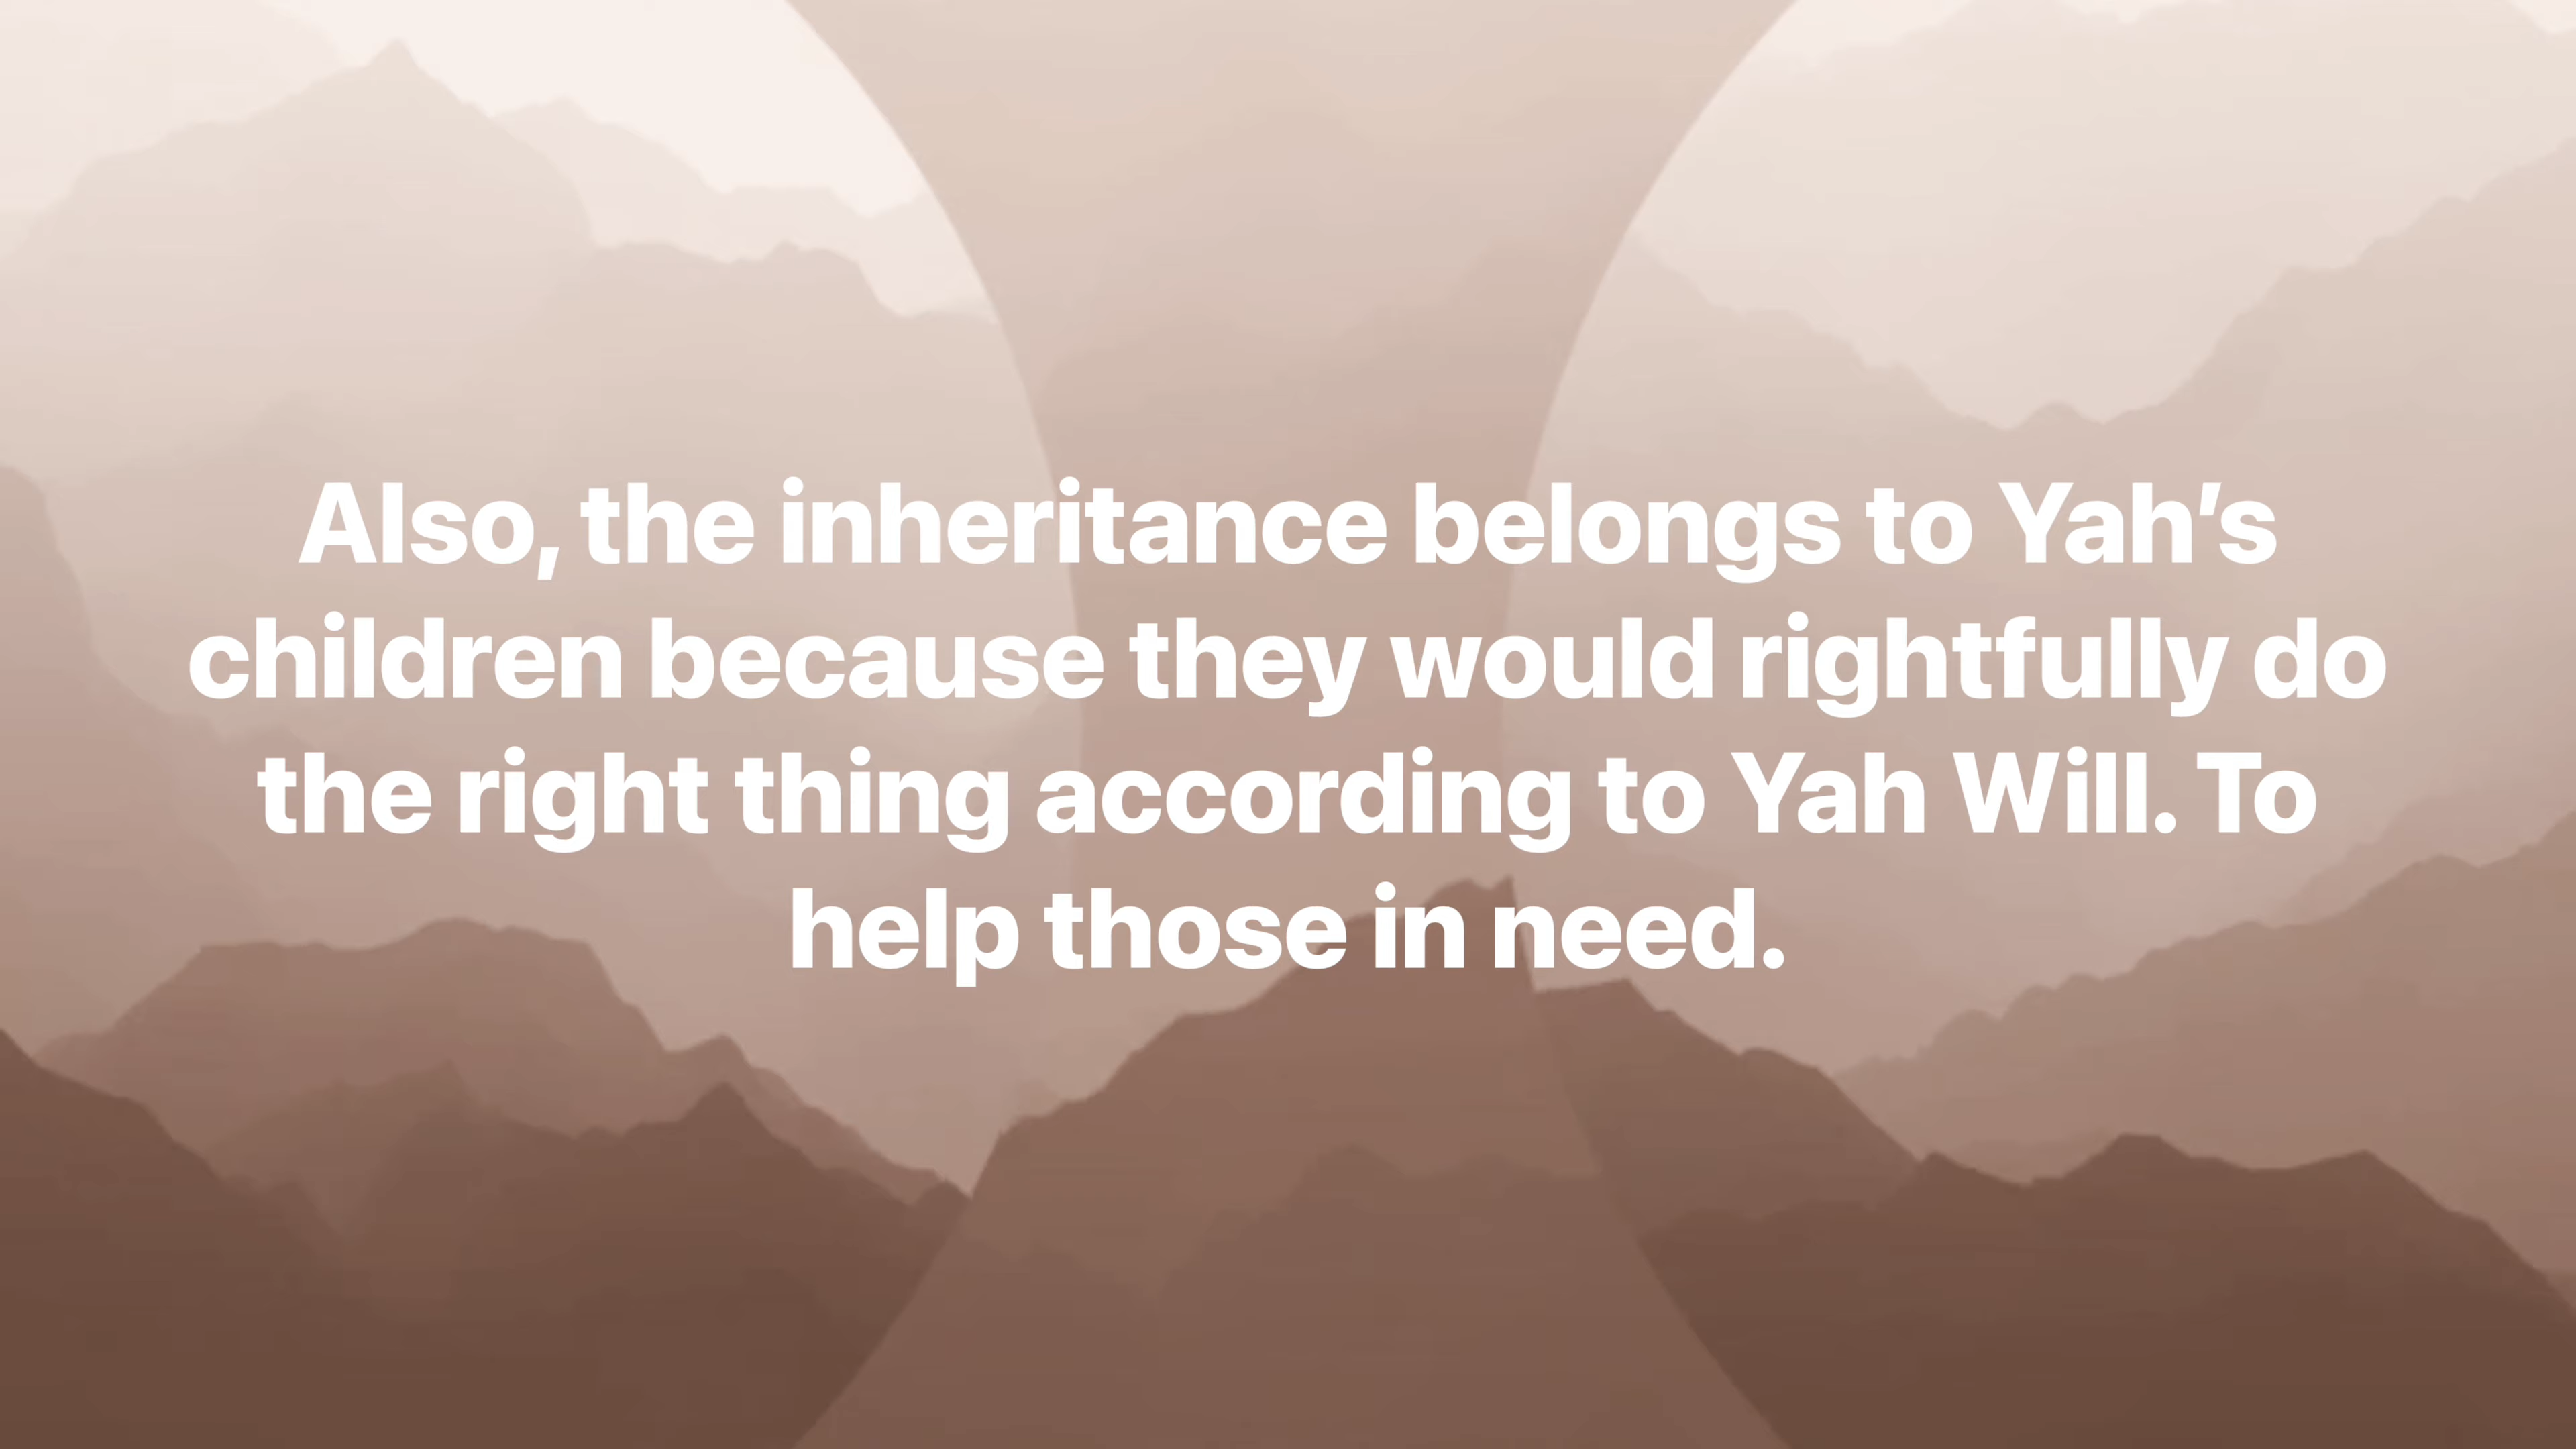 Also, the inheritance belongs to Yah’s
children because they would rightfully do
the right thing according to Yah Will. To
help those in need.